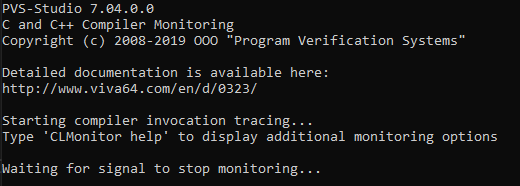 PVS-Studio 7.04.0.0
C and C++ Compiler Monitoring
Copyright (c) 2008-2019 OOO "Program Verification Systems"
Detailed documentation is available here:
http://www.viva64.com/en/d/0323/
Starting compiler invocation tracing...
Type 'CLMonitor help' to display additional monitoring options
Waiting for signal to stop monitoring...